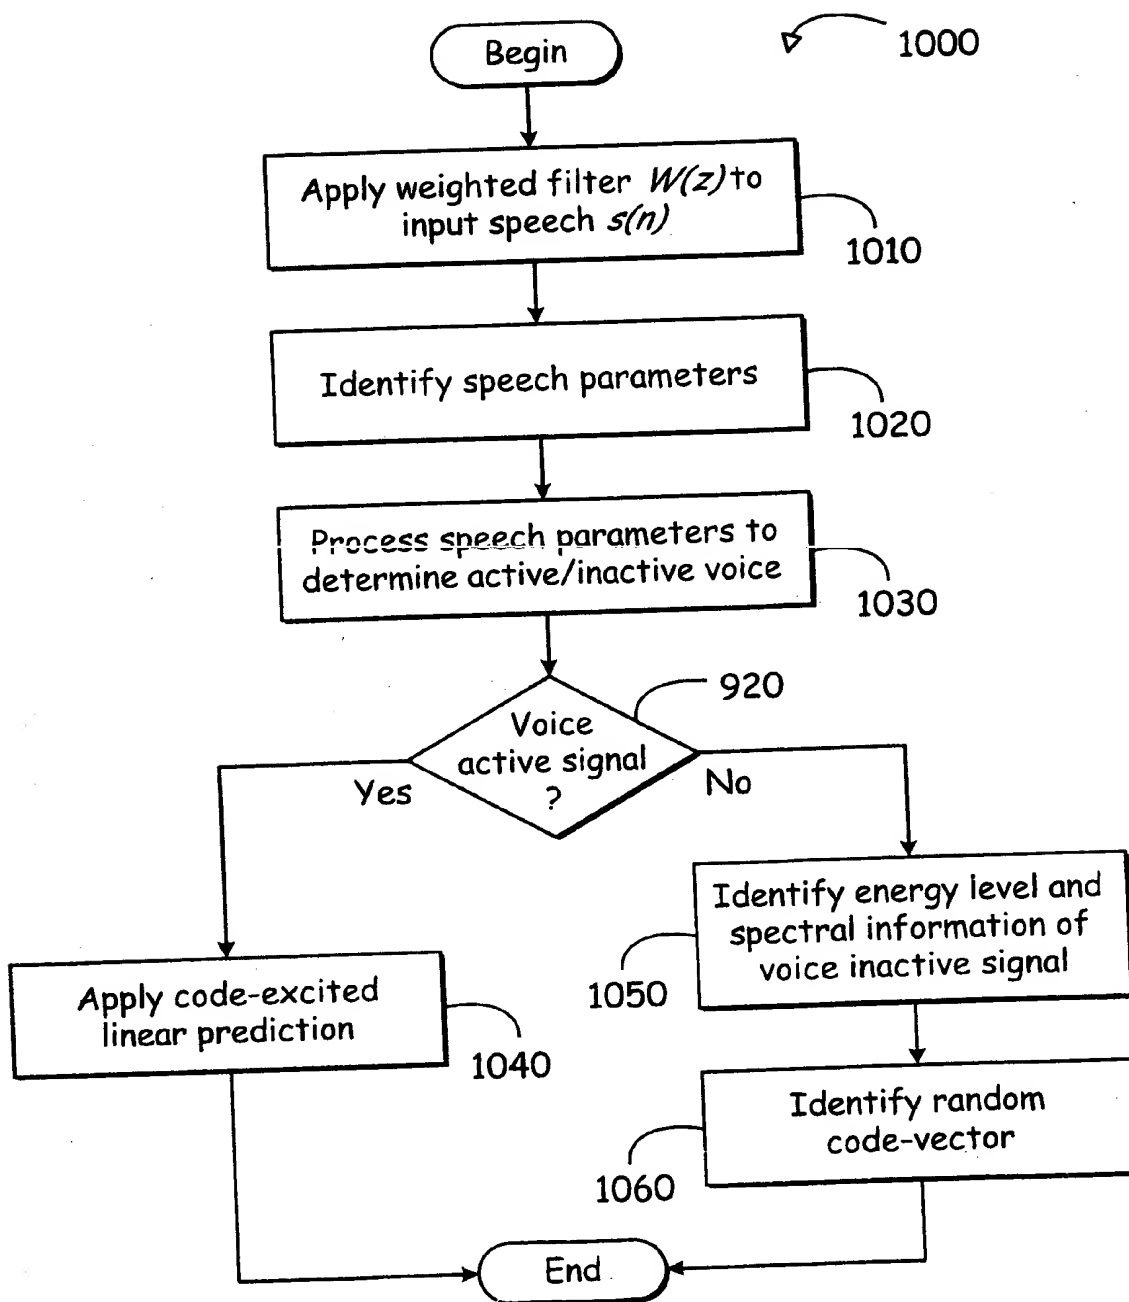 Begin
1000
Apply weighted filter W(z) to
input speech s(n)
1010
Identify speech parameters
1020
Process speech parameters to
determine active/inactive voice
1030
920
Voice
active signal
?
Yes
No
Identify energy level and
spectral information of
voice inactive signal
1050
Apply code-excited
linear prediction
1040
Identify random
code-vector
1060
End